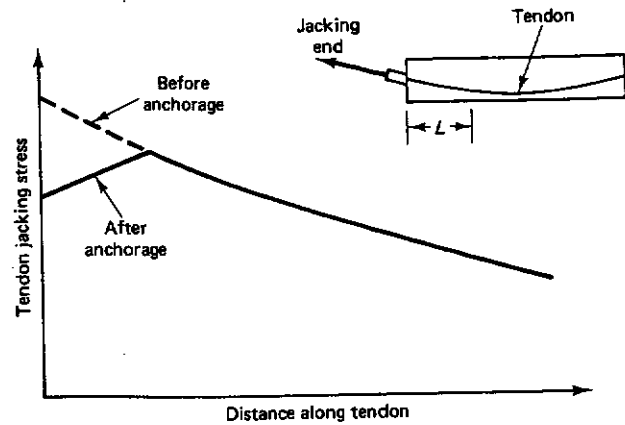 Jacking
end
Tendon
L
Before
anchorage
After
anchorage
Tendon jacking stress
Distance along tendon